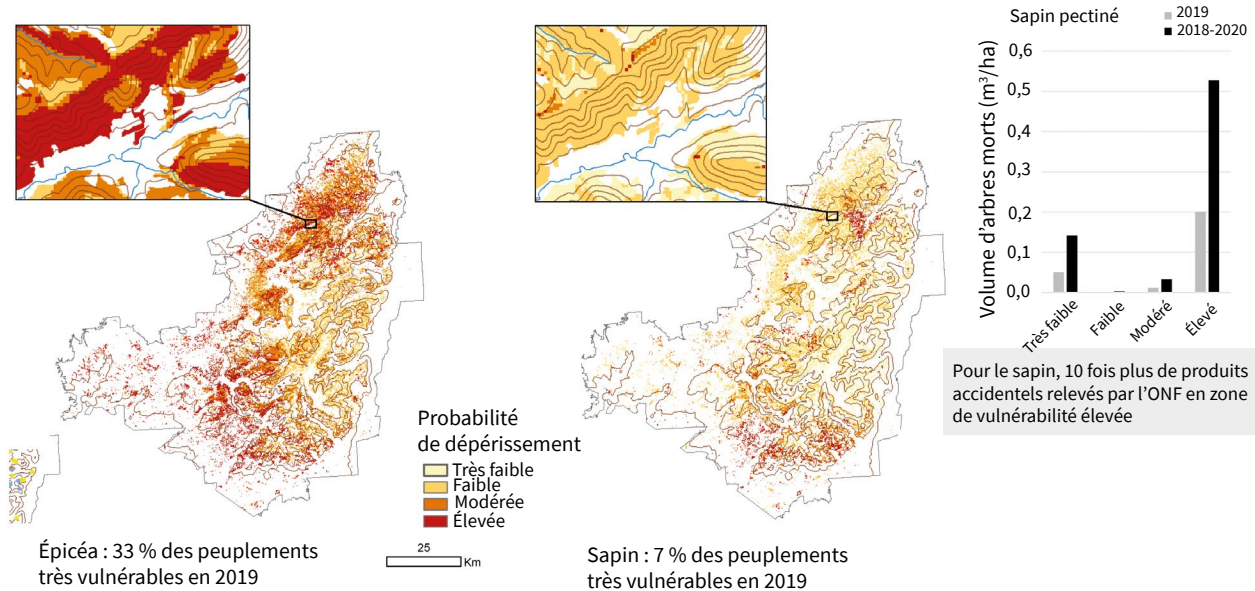 Sapin pectiné
2019
2018-2020
Volume d'arbres morts (m³/ha)
0,6
0,5
0,4
0,3
0,2
0,1
0,0
Très faible
Faible
Modéré
Élevé
Pour le sapin, 10 fois plus de produits
accidentels relevés par l'ONF en zone
de vulnérabilité élevée
Probabilité
de dépérissement
Très faible
Faible
Modérée
Élevée
25
Km
Épicéa : 33 % des peuplements
très vulnérables en 2019
Sapin : 7 % des peuplements
très vulnérables en 2019